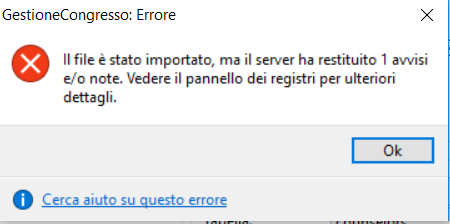 GestioneCongresso: Errore
Il file è stato importato, ma il server ha restituito 1 avvisi
e/o note. Vedere il pannello dei registri per ulteriori
dettagli.
Ok
Cerca aiuto su questo errore